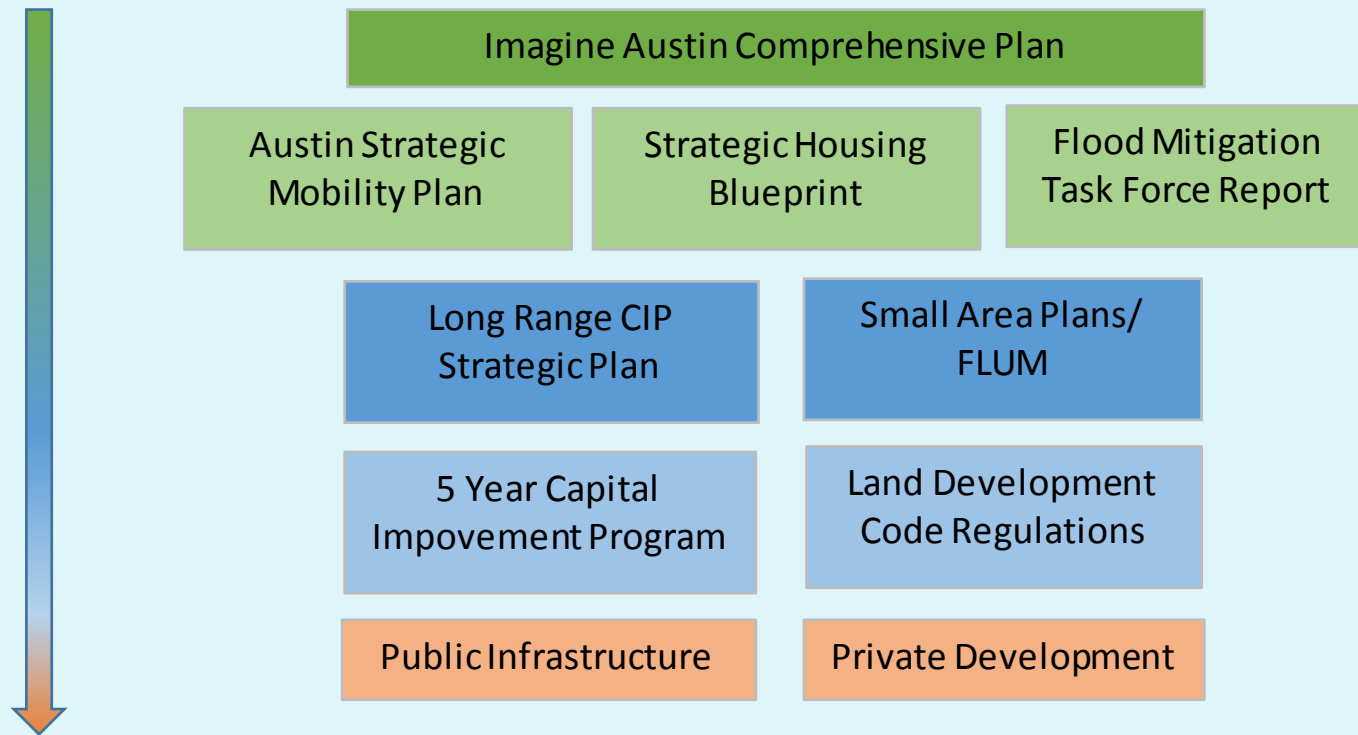 Imagine Austin Comprehensive Plan
Austin Strategic
Mobility Plan
Strategic Housing
Blueprint
Flood Mitigation
Task Force Report
Long Range CIP
Strategic Plan
Small Area Plans/
FLUM
5 Year Capital
Impovement Program
Land Development
Code Regulations
Public Infrastructure
Private Development